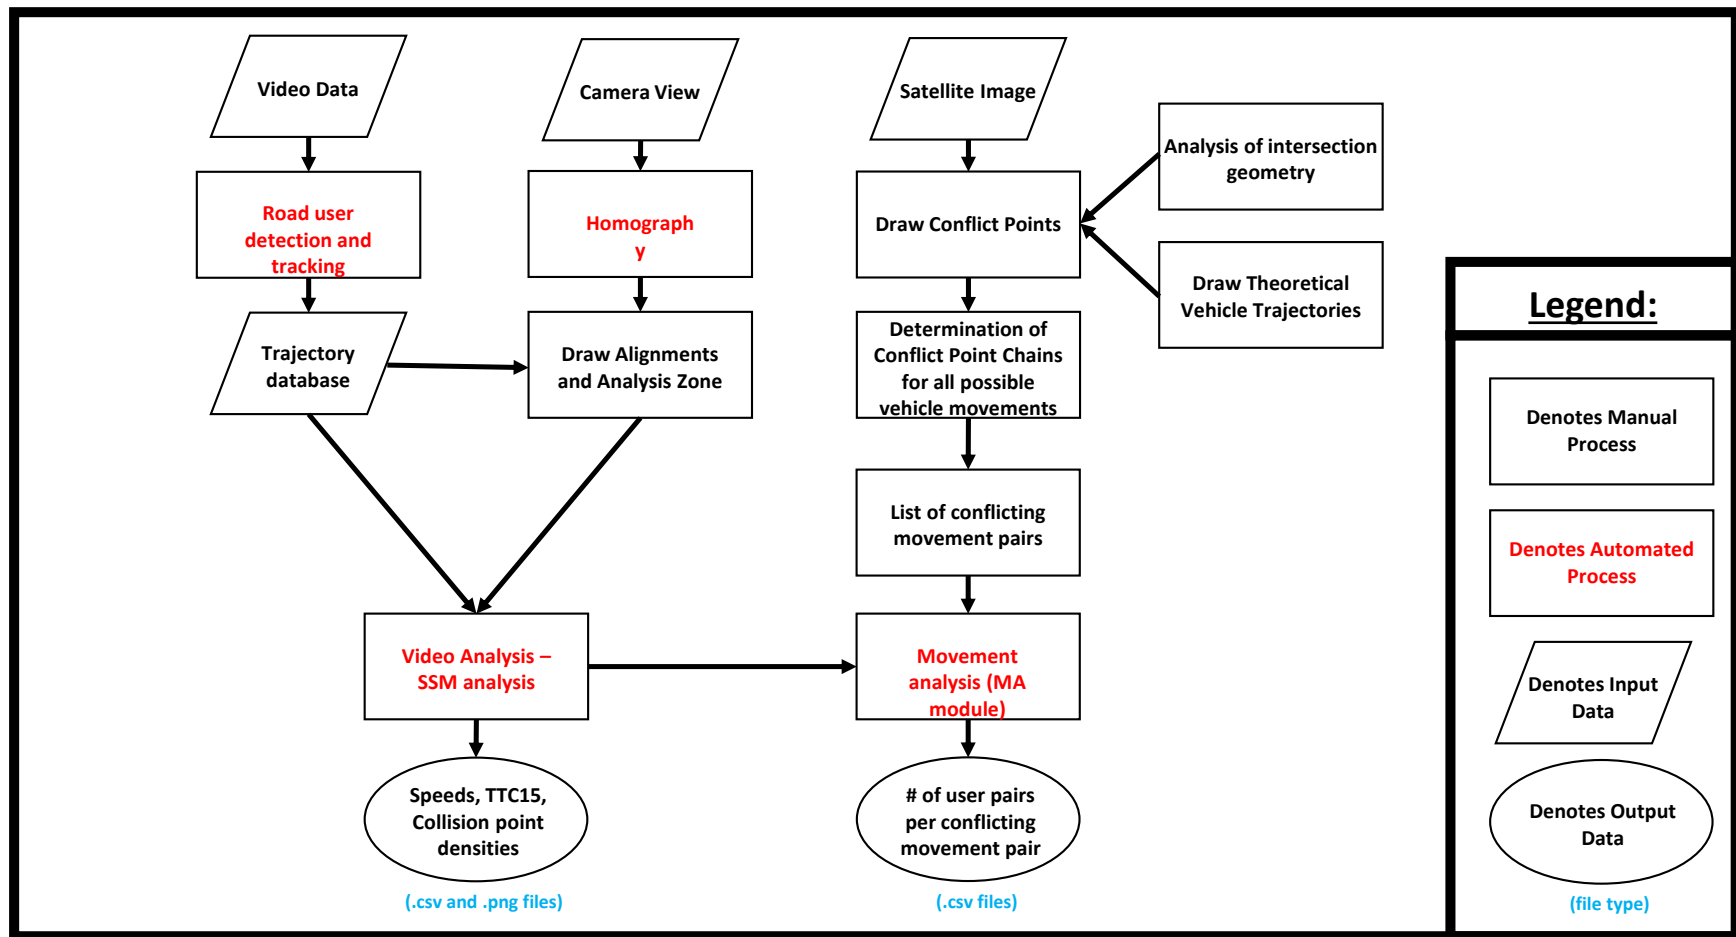 Video Data
Camera View
Satellite Image
Road user
detection and
tracking
Homograph
y
Draw Conflict Points
Analysis of intersection
geometry
Draw Theoretical
Vehicle Trajectories
Trajectory
database
Draw Alignments
and Analysis Zone
Determination of
Conflict Point Chains
for all possible
vehicle movements
List of conflicting
movement pairs
Video Analysis –
SSM analysis
Movement
analysis (MA
module)
Speeds, TTC15,
Collision point
densities
# of user pairs
per conflicting
movement pair
(.csv and .png files)
(.csv files)
Legend:
Denotes Manual
Process
Denotes Automated
Process
Denotes Input
Data
Denotes Output
Data
(file type)